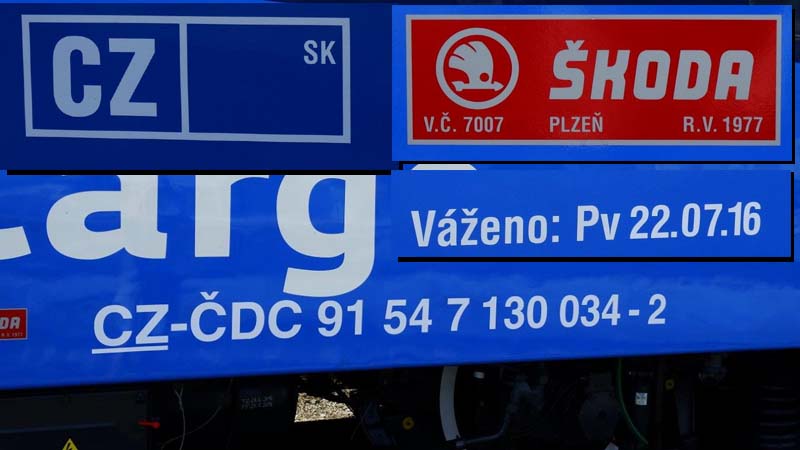 CZ
SK
ŠKODA
V.Č. 7007 PLZEŇ R.V. 1977
carg
Váženo: Pv 22.07.16
CZ-ČDC 91 54 7 130 034 - 2